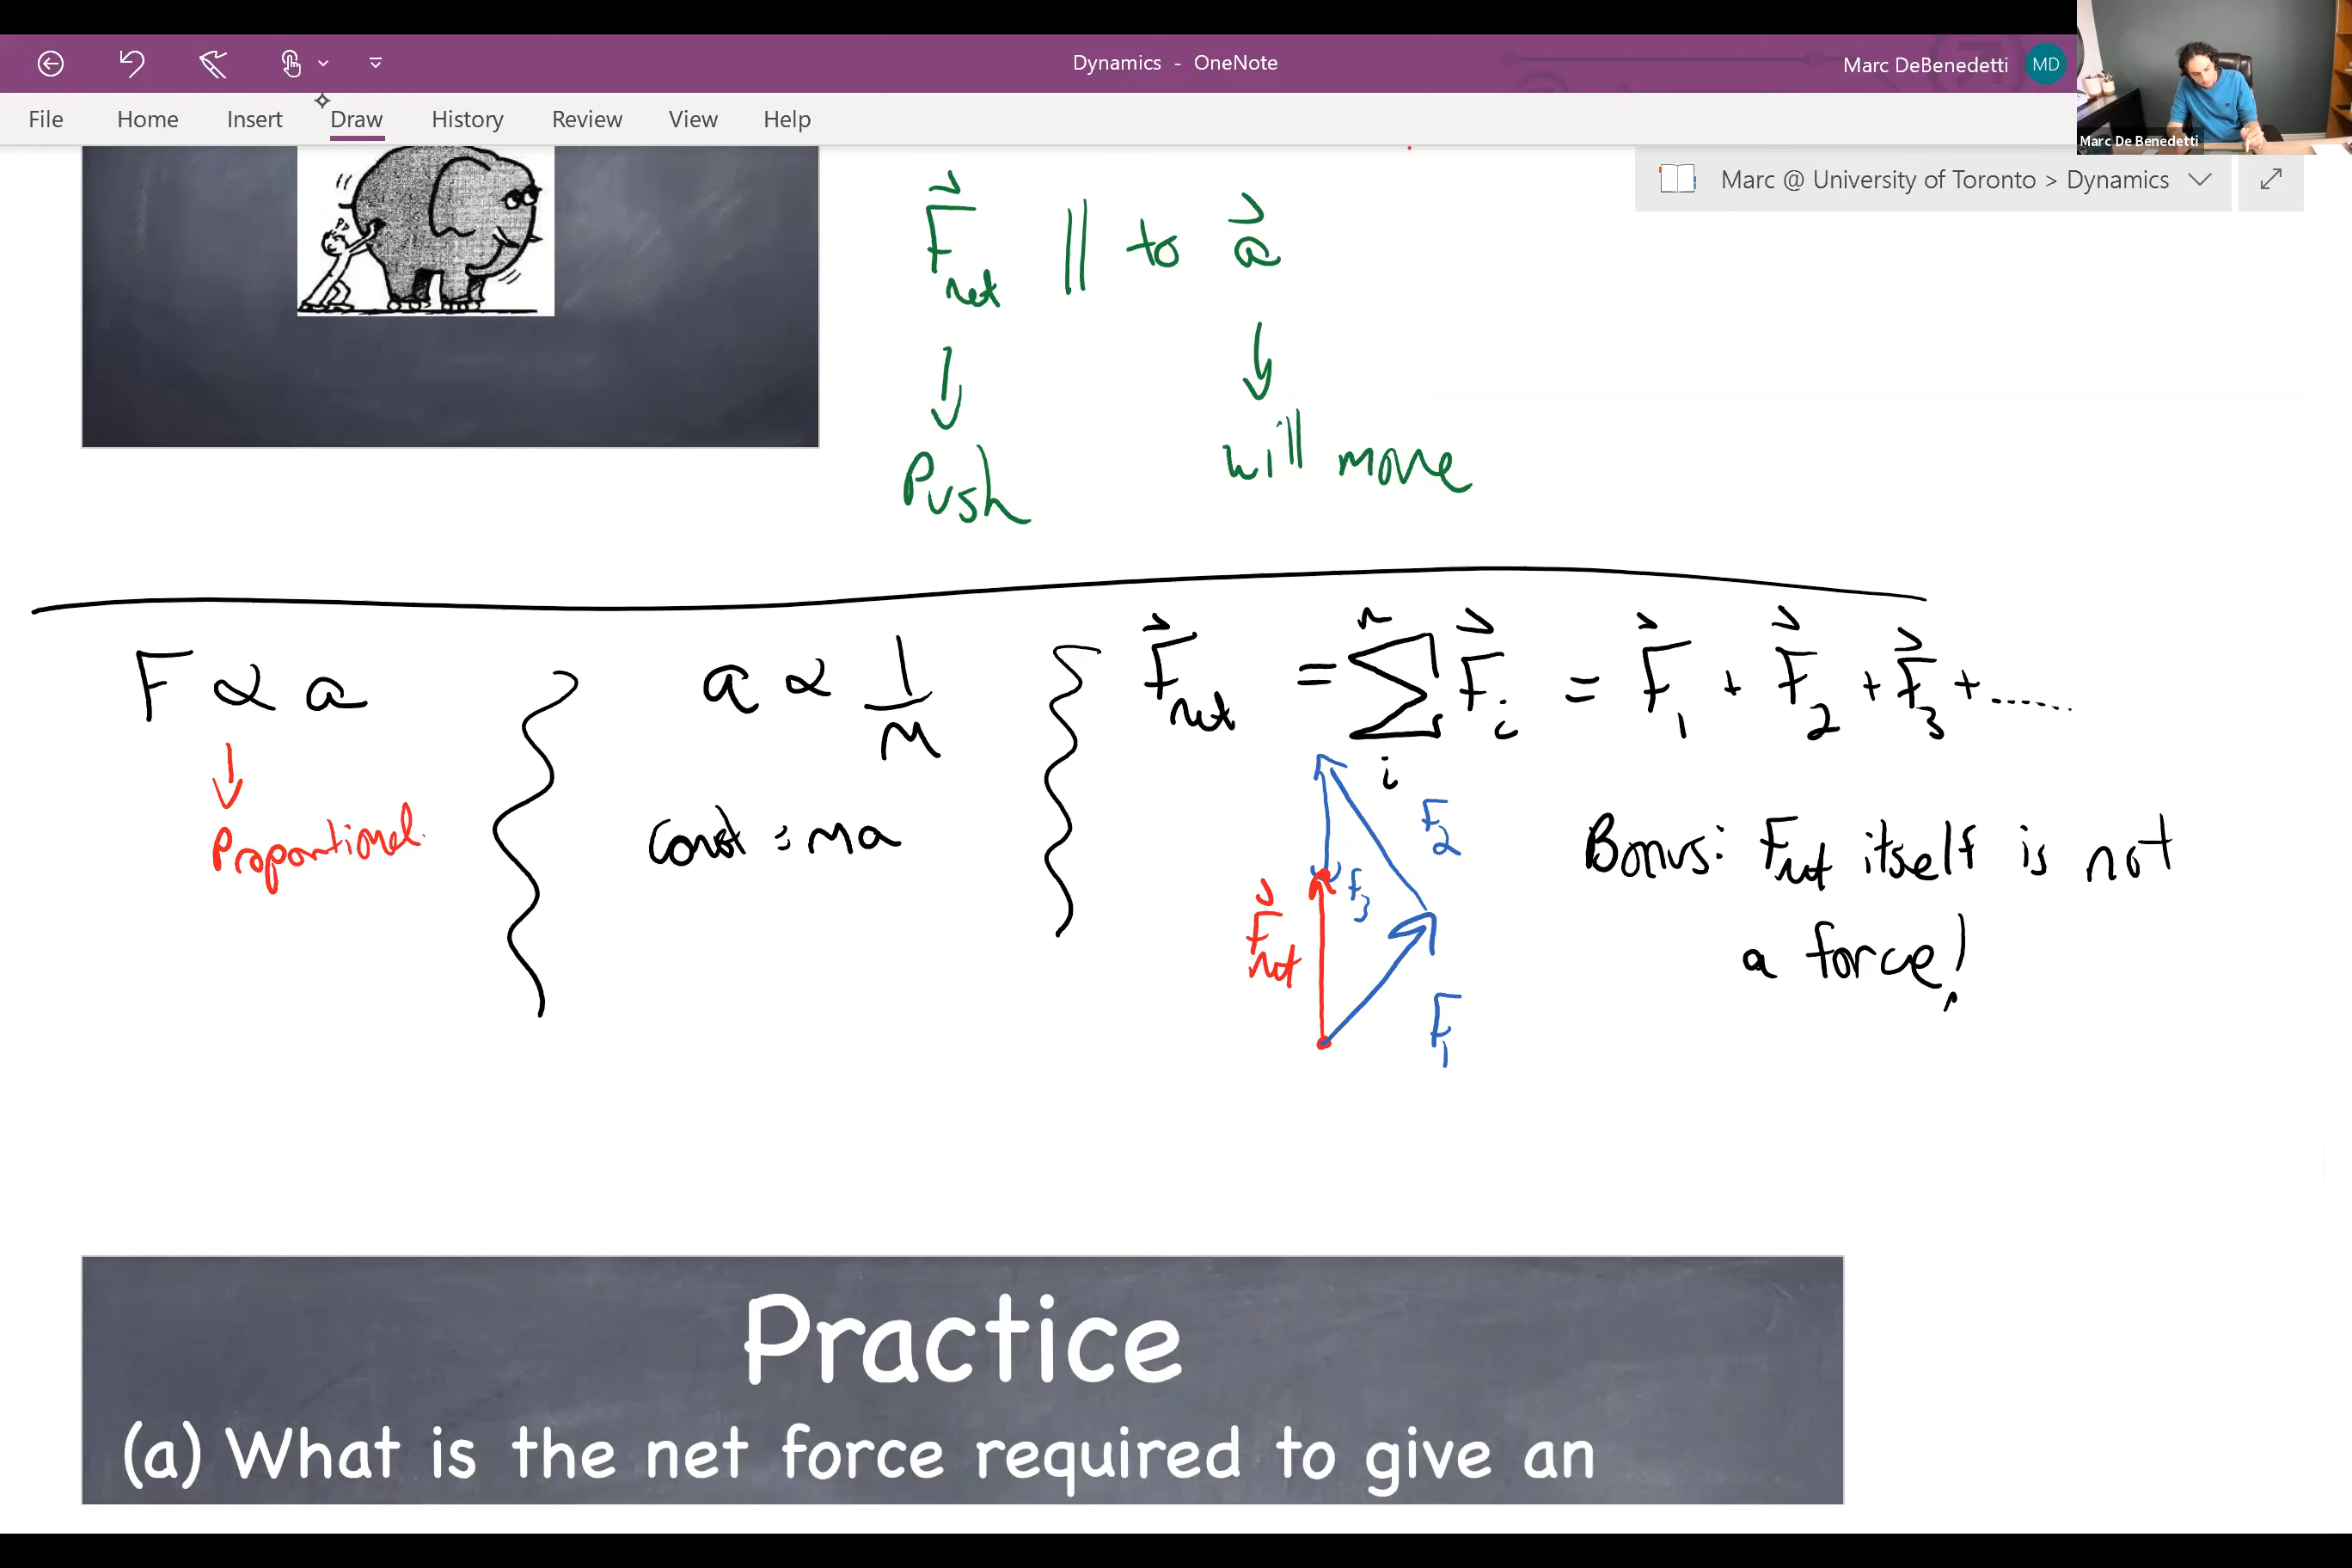 Dynamics - OneNote
Marc DeBenedetti MD
Marc De Benedetti
File Home Insert Draw History Review View Help
Marc @ University of Toronto > Dynamics
F⃗net || to a⃗
↓ ↓
Push will move
F ∝ a
↓
Proportional.
a ∝ 1/m
const = ma
F⃗net = Σ F⃗i = F⃗1 + F⃗2 + F⃗3 + ......
n
i
F2
F3
F⃗net
F1
Bonus: Fnet itself is not
a force!
Practice
(a) What is the net force required to give an